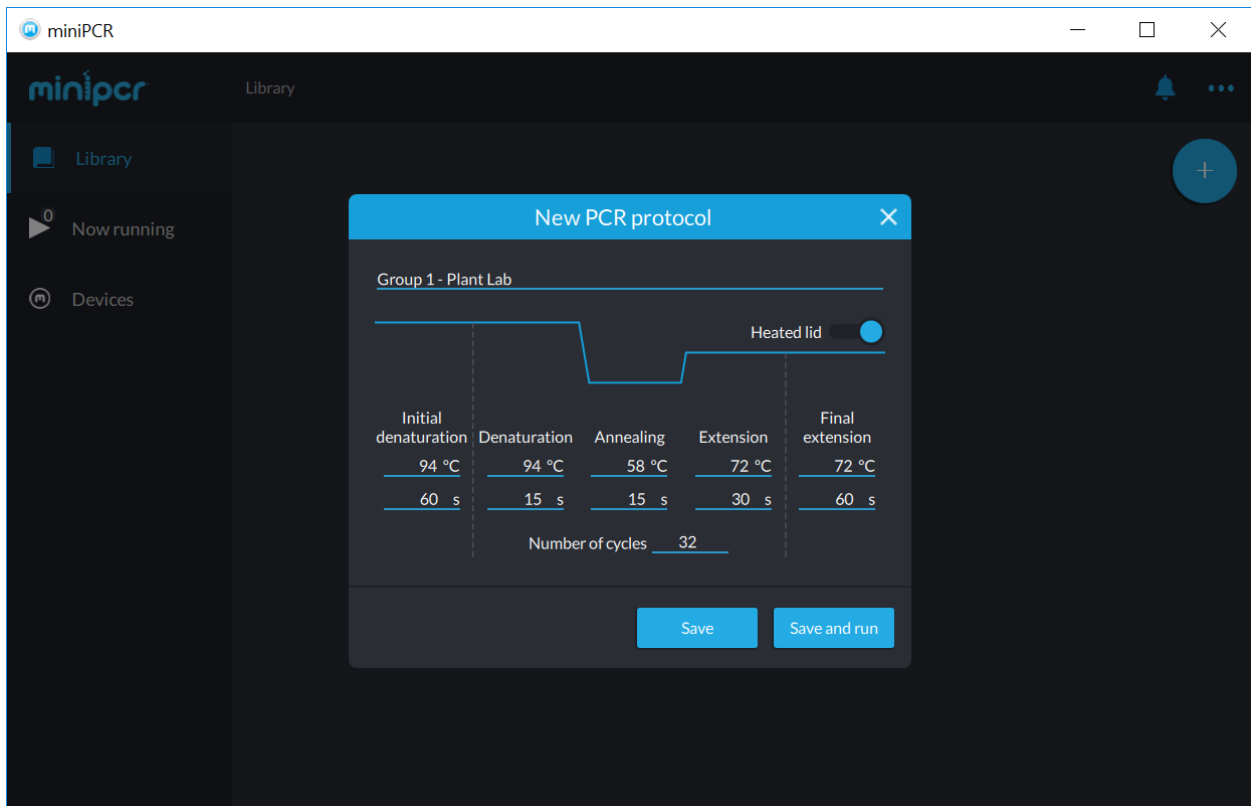 miniPCR
minipcr
Library
Library
0
Now running
Devices
+
New PCR protocol
Group 1 - Plant Lab
Heated lid
Initial
denaturation
Denaturation
Annealing
Extension
Final
extension
94 °C
94 °C
58 °C
72 °C
72 °C
60 s
15 s
15 s
30 s
60 s
Number of cycles 32
Save
Save and run